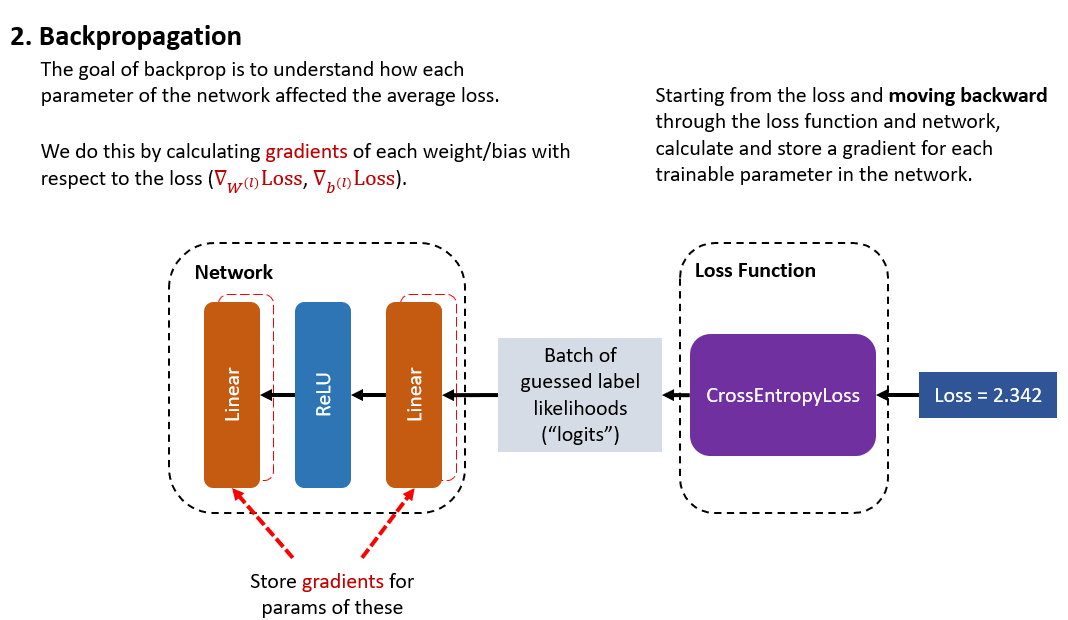 2. Backpropagation
The goal of backprop is to understand how each
parameter of the network affected the average loss.
We do this by calculating gradients of each weight/bias with
respect to the loss (∇_W^(l) Loss, ∇_b^(l) Loss).
Starting from the loss and moving backward
through the loss function and network,
calculate and store a gradient for each
trainable parameter in the network.
Network
Linear
ReLU
Linear
Batch of
guessed label
likelihoods
(“logits”)
Loss Function
CrossEntropyLoss
Loss = 2.342
Store gradients for
params of these